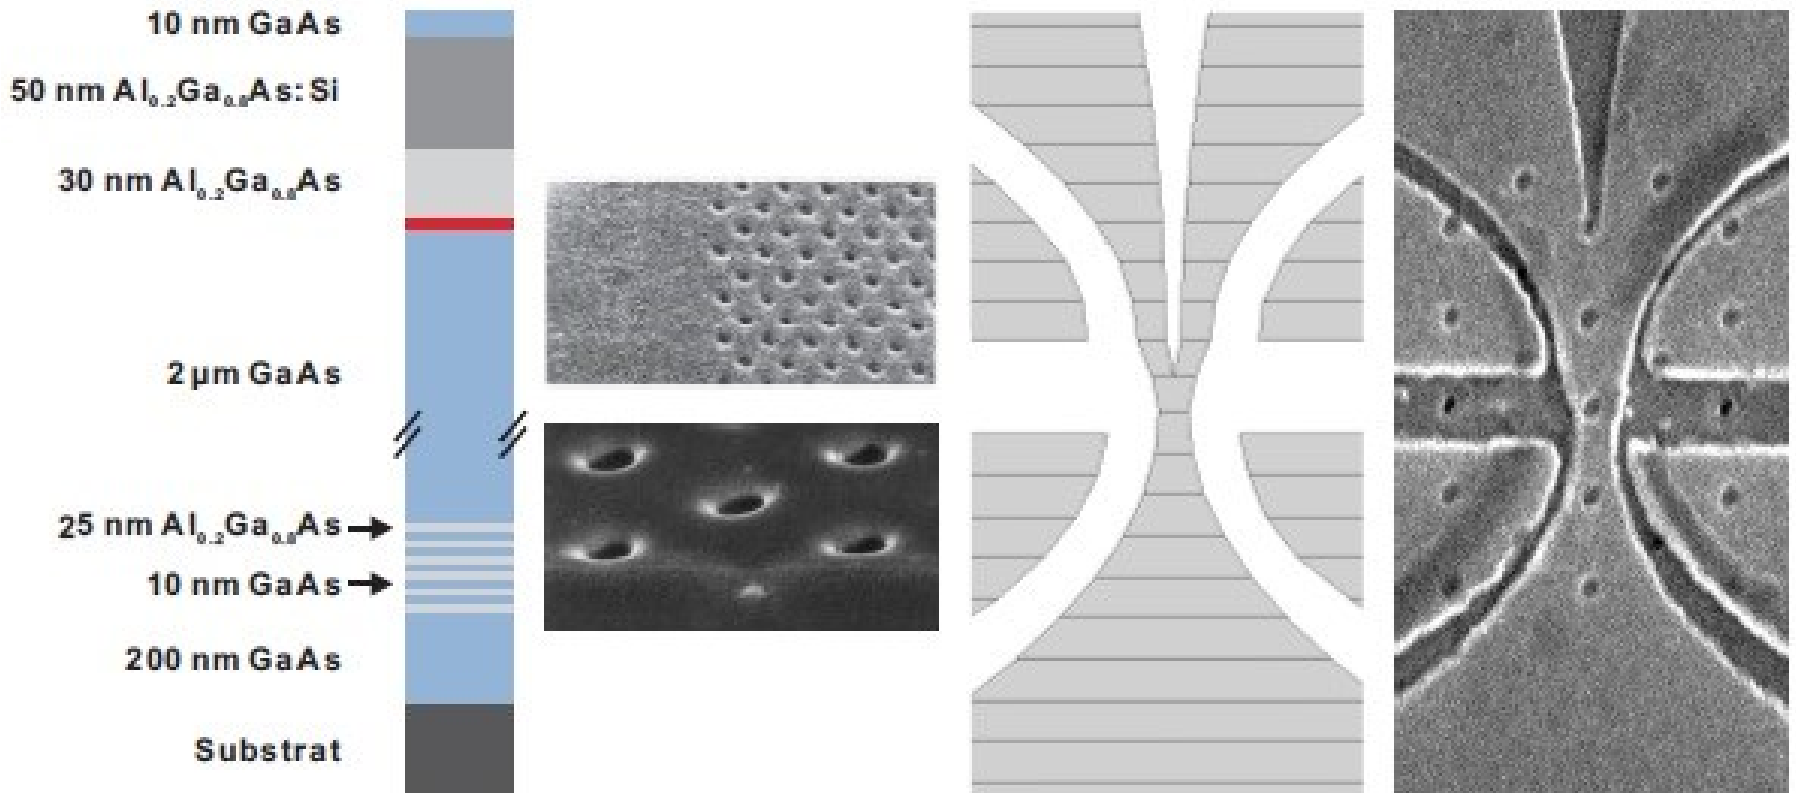 10 nm GaAs
50 nm Al₀.₂Ga₀.₈As:Si
30 nm Al₀.₂Ga₀.₈As
2 µm GaAs
25 nm Al₀.₂Ga₀.₈As
10 nm GaAs
200 nm GaAs
Substrat